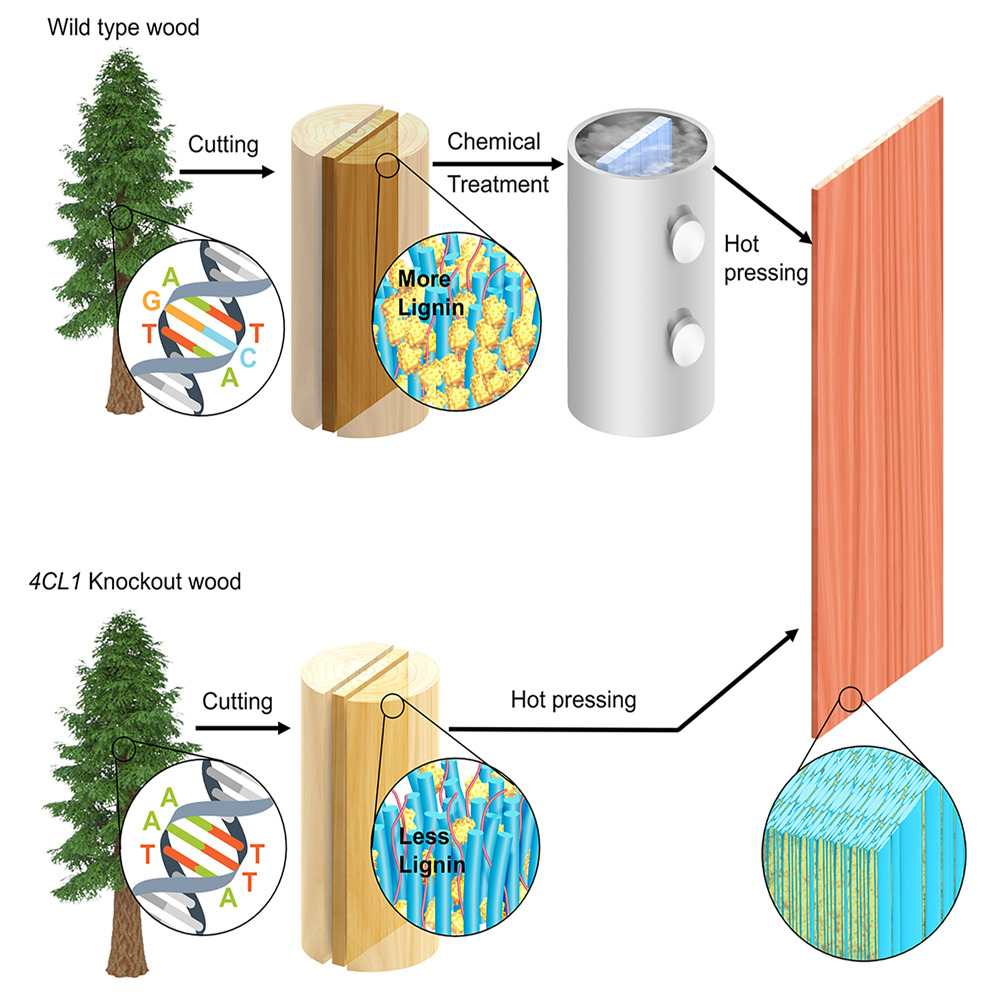 Wild type wood
Cutting
Chemical
Treatment
Hot
pressing
More
Lignin
A
G
T
T
C
A
4CL1 Knockout wood
Cutting
Hot pressing
Less
Lignin
A
A
T
T
T
A